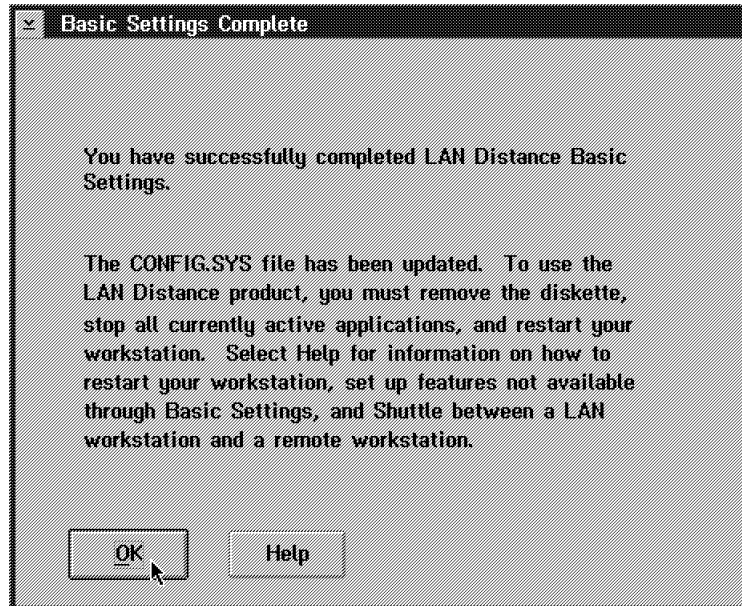 Basic Settings Complete
You have successfully completed LAN Distance Basic
Settings.
The CONFIG.SYS file has been updated. To use the
LAN Distance product, you must remove the diskette,
stop all currently active applications, and restart your
workstation. Select Help for information on how to
restart your workstation, set up features not available
through Basic Settings, and Shuttle between a LAN
workstation and a remote workstation.
OK Help